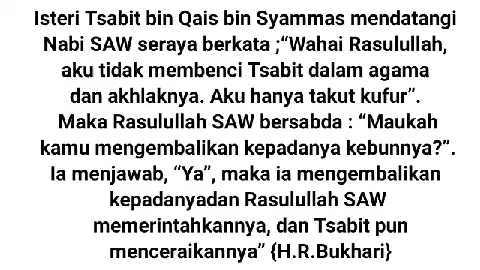 Isteri Tsabit bin Qais bin Syammas mendatangi
Nabi SAW seraya berkata ;“Wahai Rasulullah,
aku tidak membenci Tsabit dalam agama
dan akhlaknya. Aku hanya takut kufur”.
Maka Rasulullah SAW bersabda : “Maukah
kamu mengembalikan kepadanya kebunnya?”.
Ia menjawab, “Ya”, maka ia mengembalikan
kepadanyadan Rasulullah SAW
memerintahkannya, dan Tsabit pun
menceraikannya” {H.R.Bukhari}